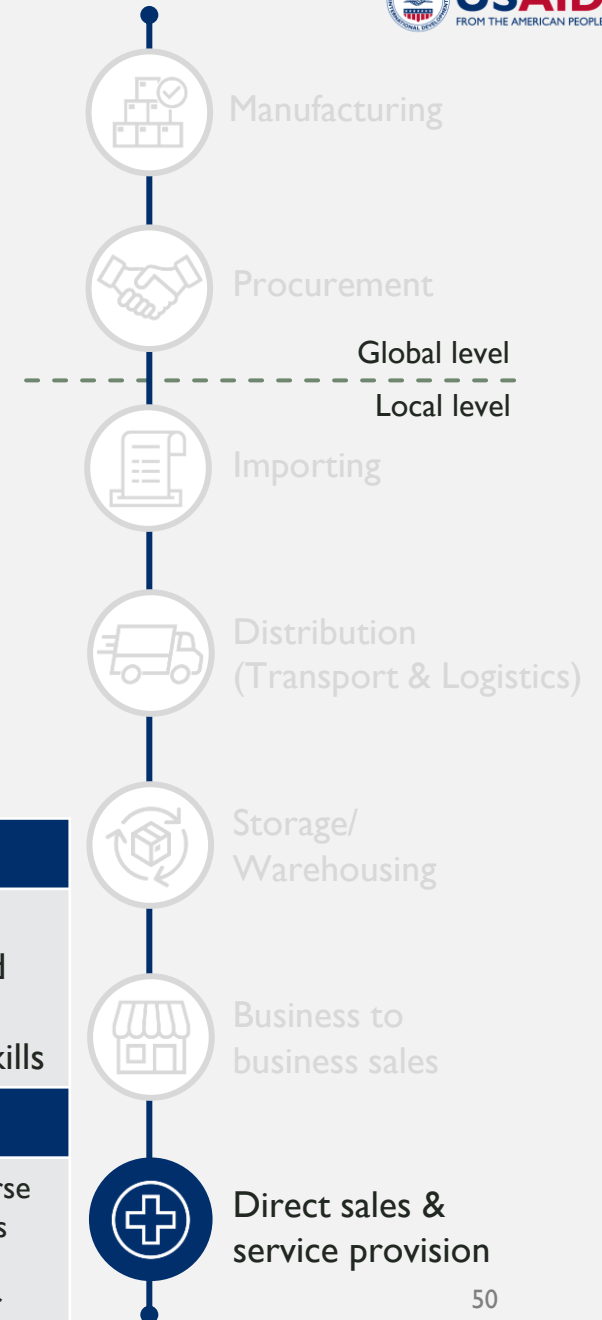 USAID
FROM THE AMERICAN PEOPLE
Manufacturing
Procurement
Global level
Local level
Importing
Distribution
(Transport & Logistics)
Storage/
Warehousing
Business to
business sales
Direct sales &
service provision
50